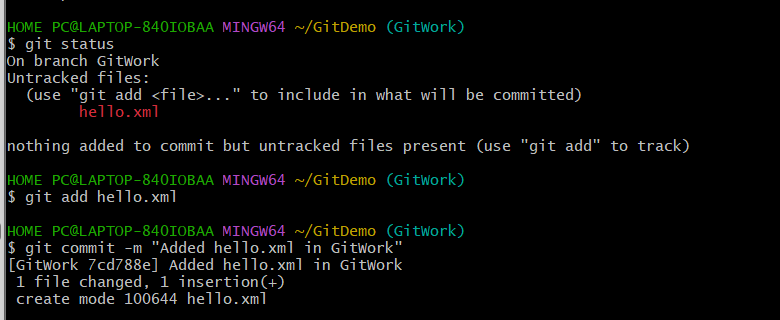 HOME PC@LAPTOP-840IOBAA MINGW64 ~/GitDemo (GitWork)
$ git status
On branch GitWork
Untracked files:
  (use "git add <file>..." to include in what will be committed)
        hello.xml

nothing added to commit but untracked files present (use "git add" to track)

HOME PC@LAPTOP-840IOBAA MINGW64 ~/GitDemo (GitWork)
$ git add hello.xml

HOME PC@LAPTOP-840IOBAA MINGW64 ~/GitDemo (GitWork)
$ git commit -m "Added hello.xml in GitWork"
[GitWork 7cd788e] Added hello.xml in GitWork
 1 file changed, 1 insertion(+)
 create mode 100644 hello.xml